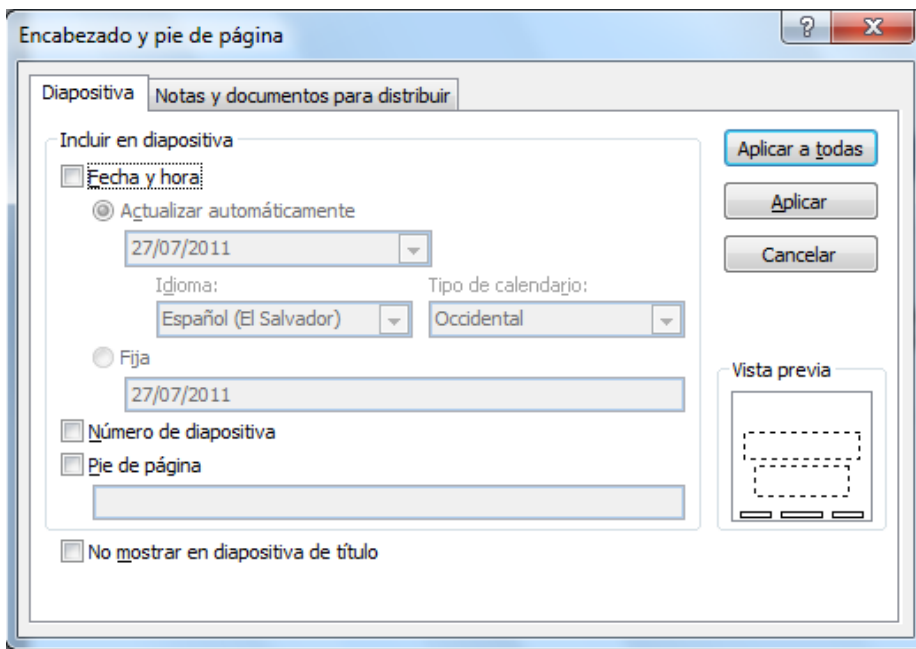 Encabezado y pie de página
Diapositiva Notas y documentos para distribuir
Incluir en diapositiva
Fecha y hora
Actualizar automáticamente
27/07/2011
Idioma: Tipo de calendario:
Español (El Salvador) Occidental
Fija
27/07/2011
Número de diapositiva
Pie de página
No mostrar en diapositiva de título
Aplicar a todas
Aplicar
Cancelar
Vista previa